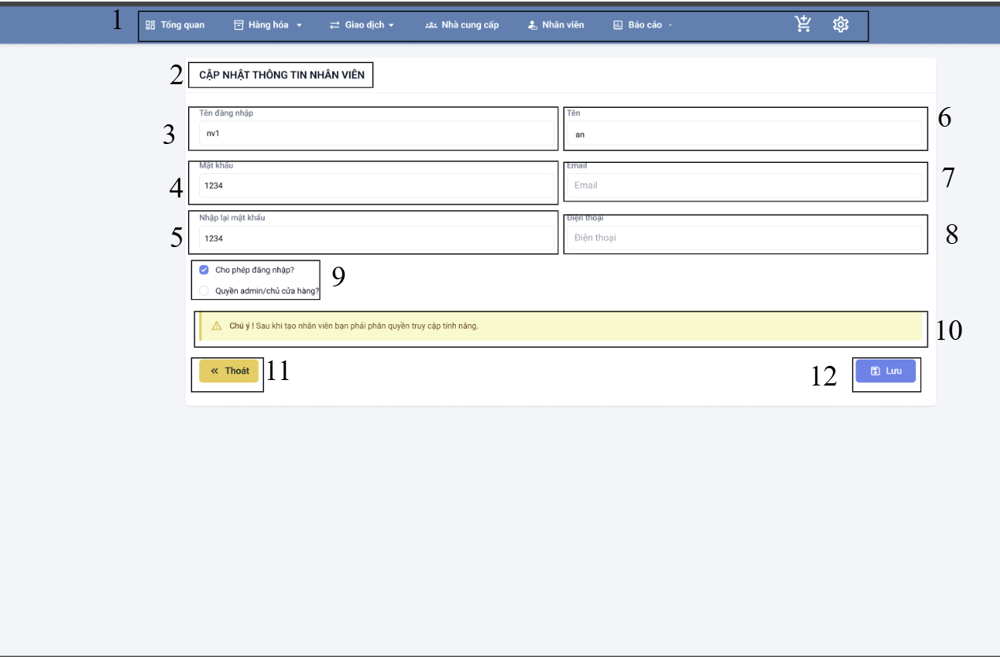 1 Tổng quan Hàng hóa Giao dịch Nhà cung cấp Nhân viên Báo cáo
2 CẬP NHẬT THÔNG TIN NHÂN VIÊN
Tên đăng nhập Tên
3 nv1 an 6
Mật khẩu Email
4 1234 Email 7
Nhập lại mật khẩu Điện thoại
5 1234 Điện thoại 8
Cho phép đăng nhập? 9
Quyền admin/chủ cửa hàng?
Chú ý ! Sau khi tạo nhân viên bạn phải phân quyền truy cập tính năng. 10
Thoát 11 12 Lưu